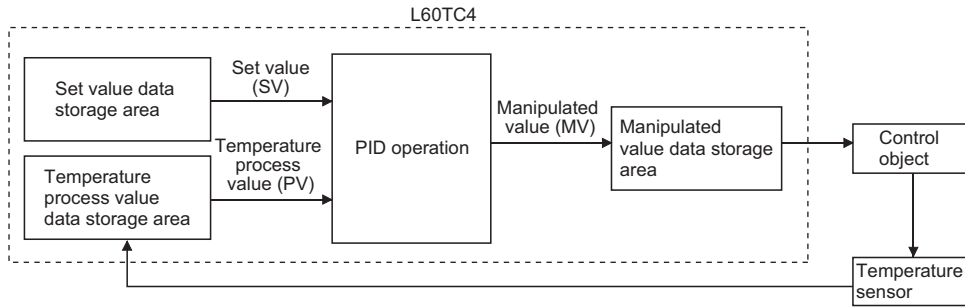 L60TC4
Set value data
storage area
Set value
(SV)
Temperature
process value
data storage area
Temperature
process
value (PV)
PID operation
Manipulated
value (MV)
Manipulated
value data storage
area
Control
object
Temperature
sensor